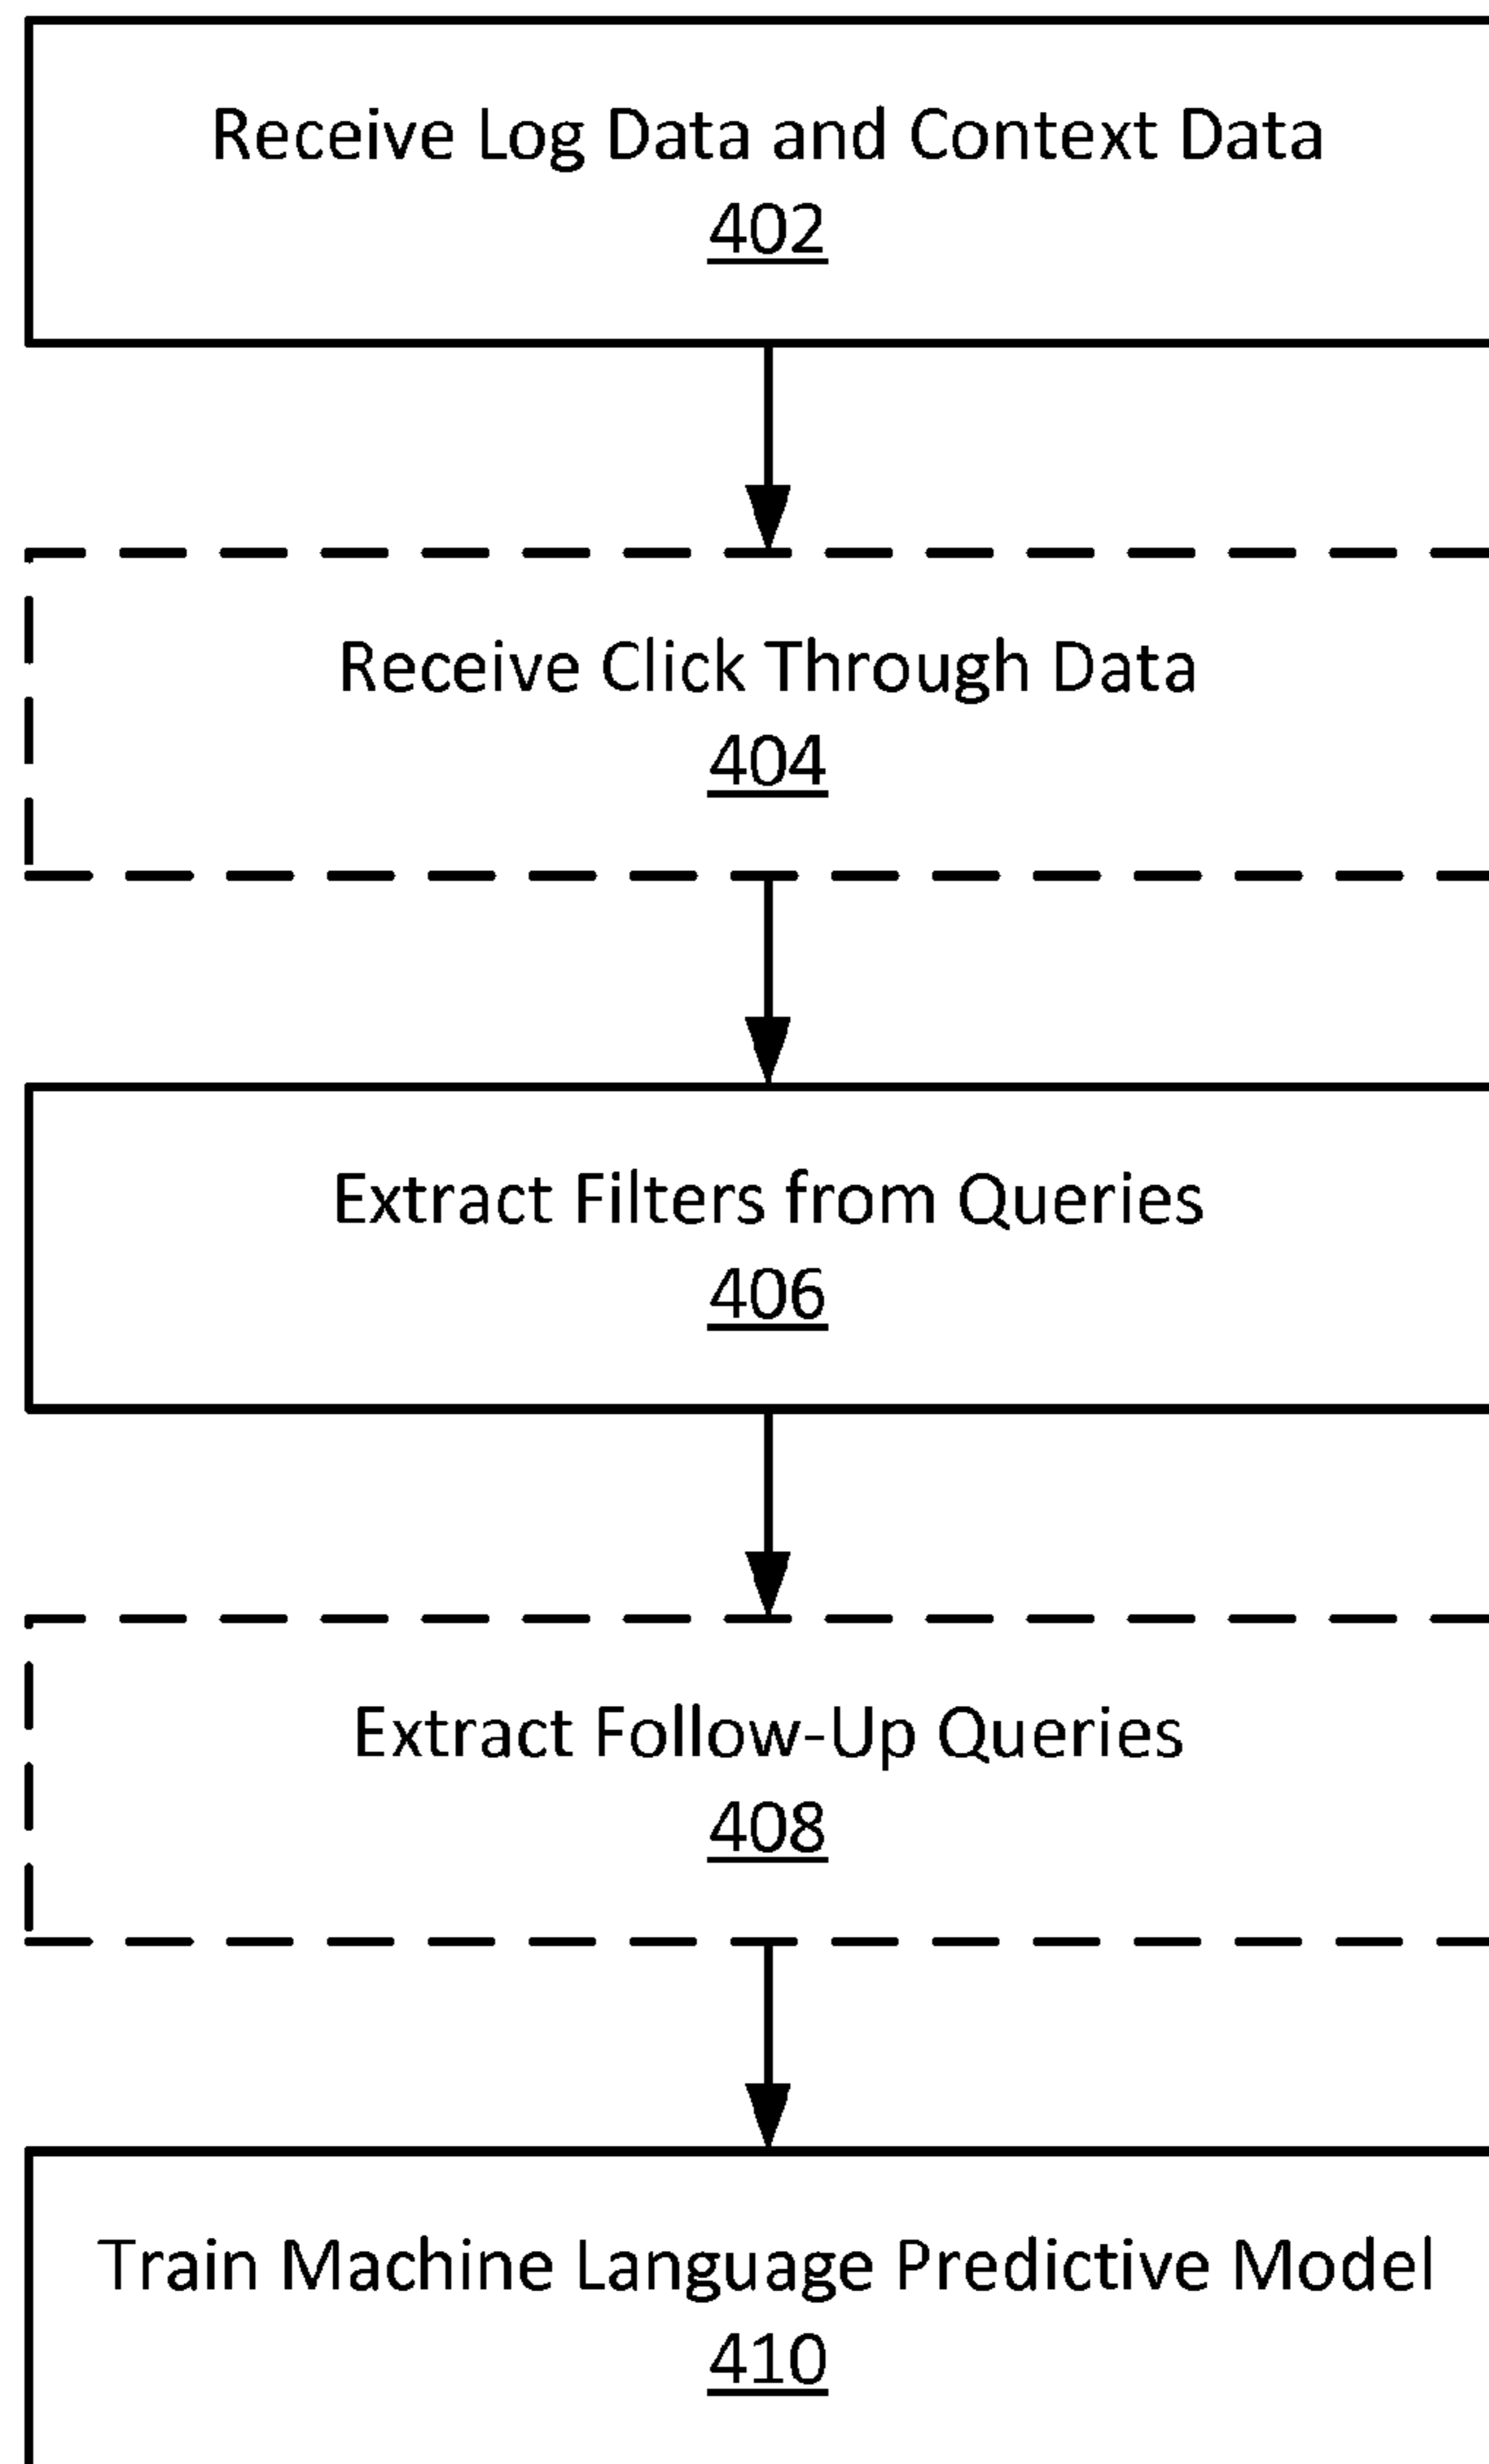 Receive Log Data and Context Data
402
Receive Click Through Data
404
Extract Filters from Queries
406
Extract Follow-Up Queries
408
Train Machine Language Predictive Model
410